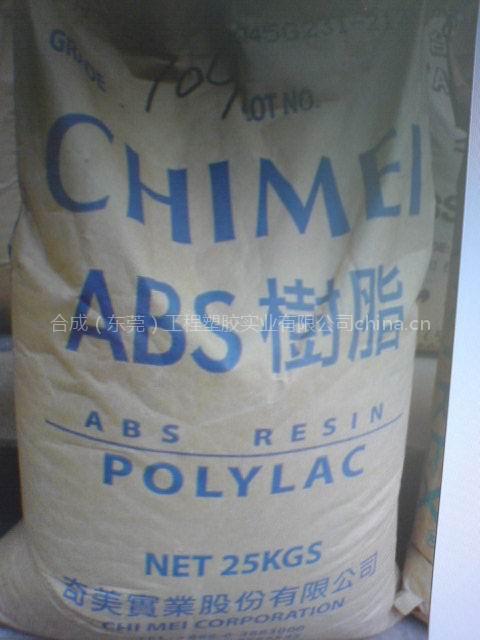 GRADE
LOT NO.
CHIMEI
ABS 樹脂
合成（东莞）工程塑胶实业有限公司china.cn
ABS RESIN
POLYLAC
NET 25KGS
奇美實業股份有限公司
CHI MEI CORPORATION